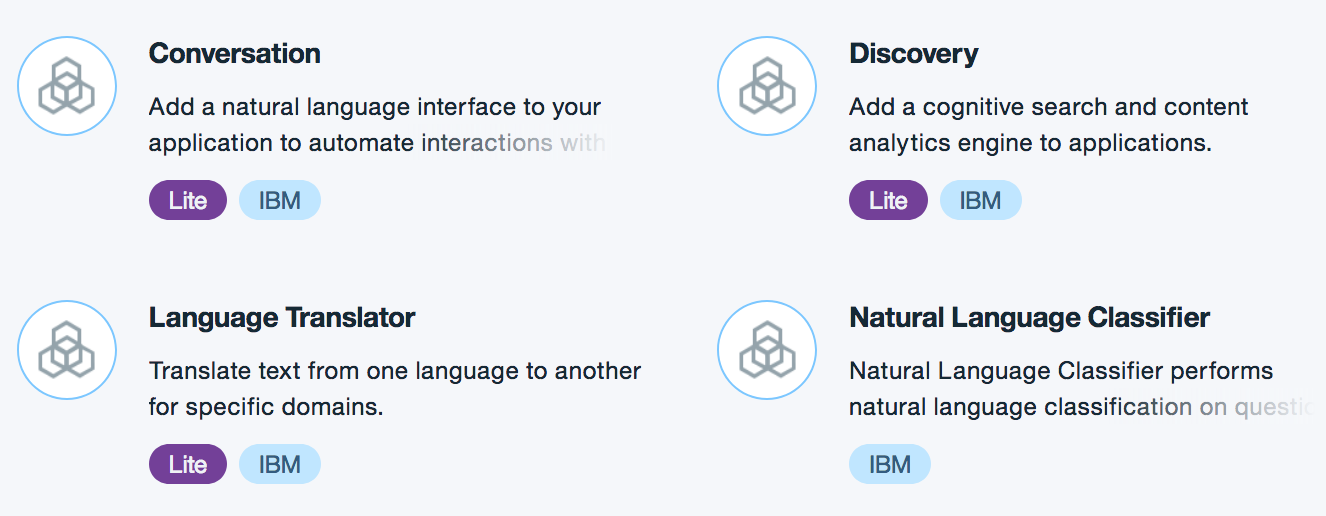 Conversation
Add a natural language interface to your
application to automate interactions with
Lite
IBM
Discovery
Add a cognitive search and content
analytics engine to applications.
Lite
IBM
Language Translator
Translate text from one language to another
for specific domains.
Lite
IBM
Natural Language Classifier
Natural Language Classifier performs
natural language classification on
IBM